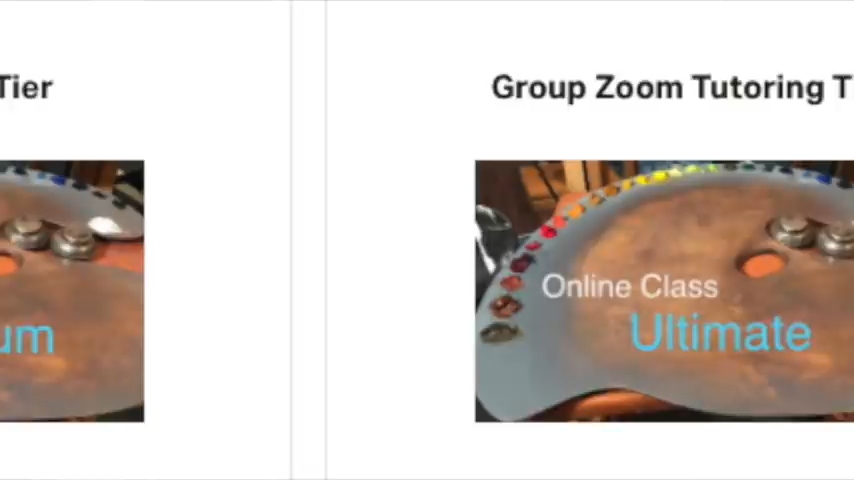 Tier
um
Group Zoom Tutoring T
Online Class
Ultimate